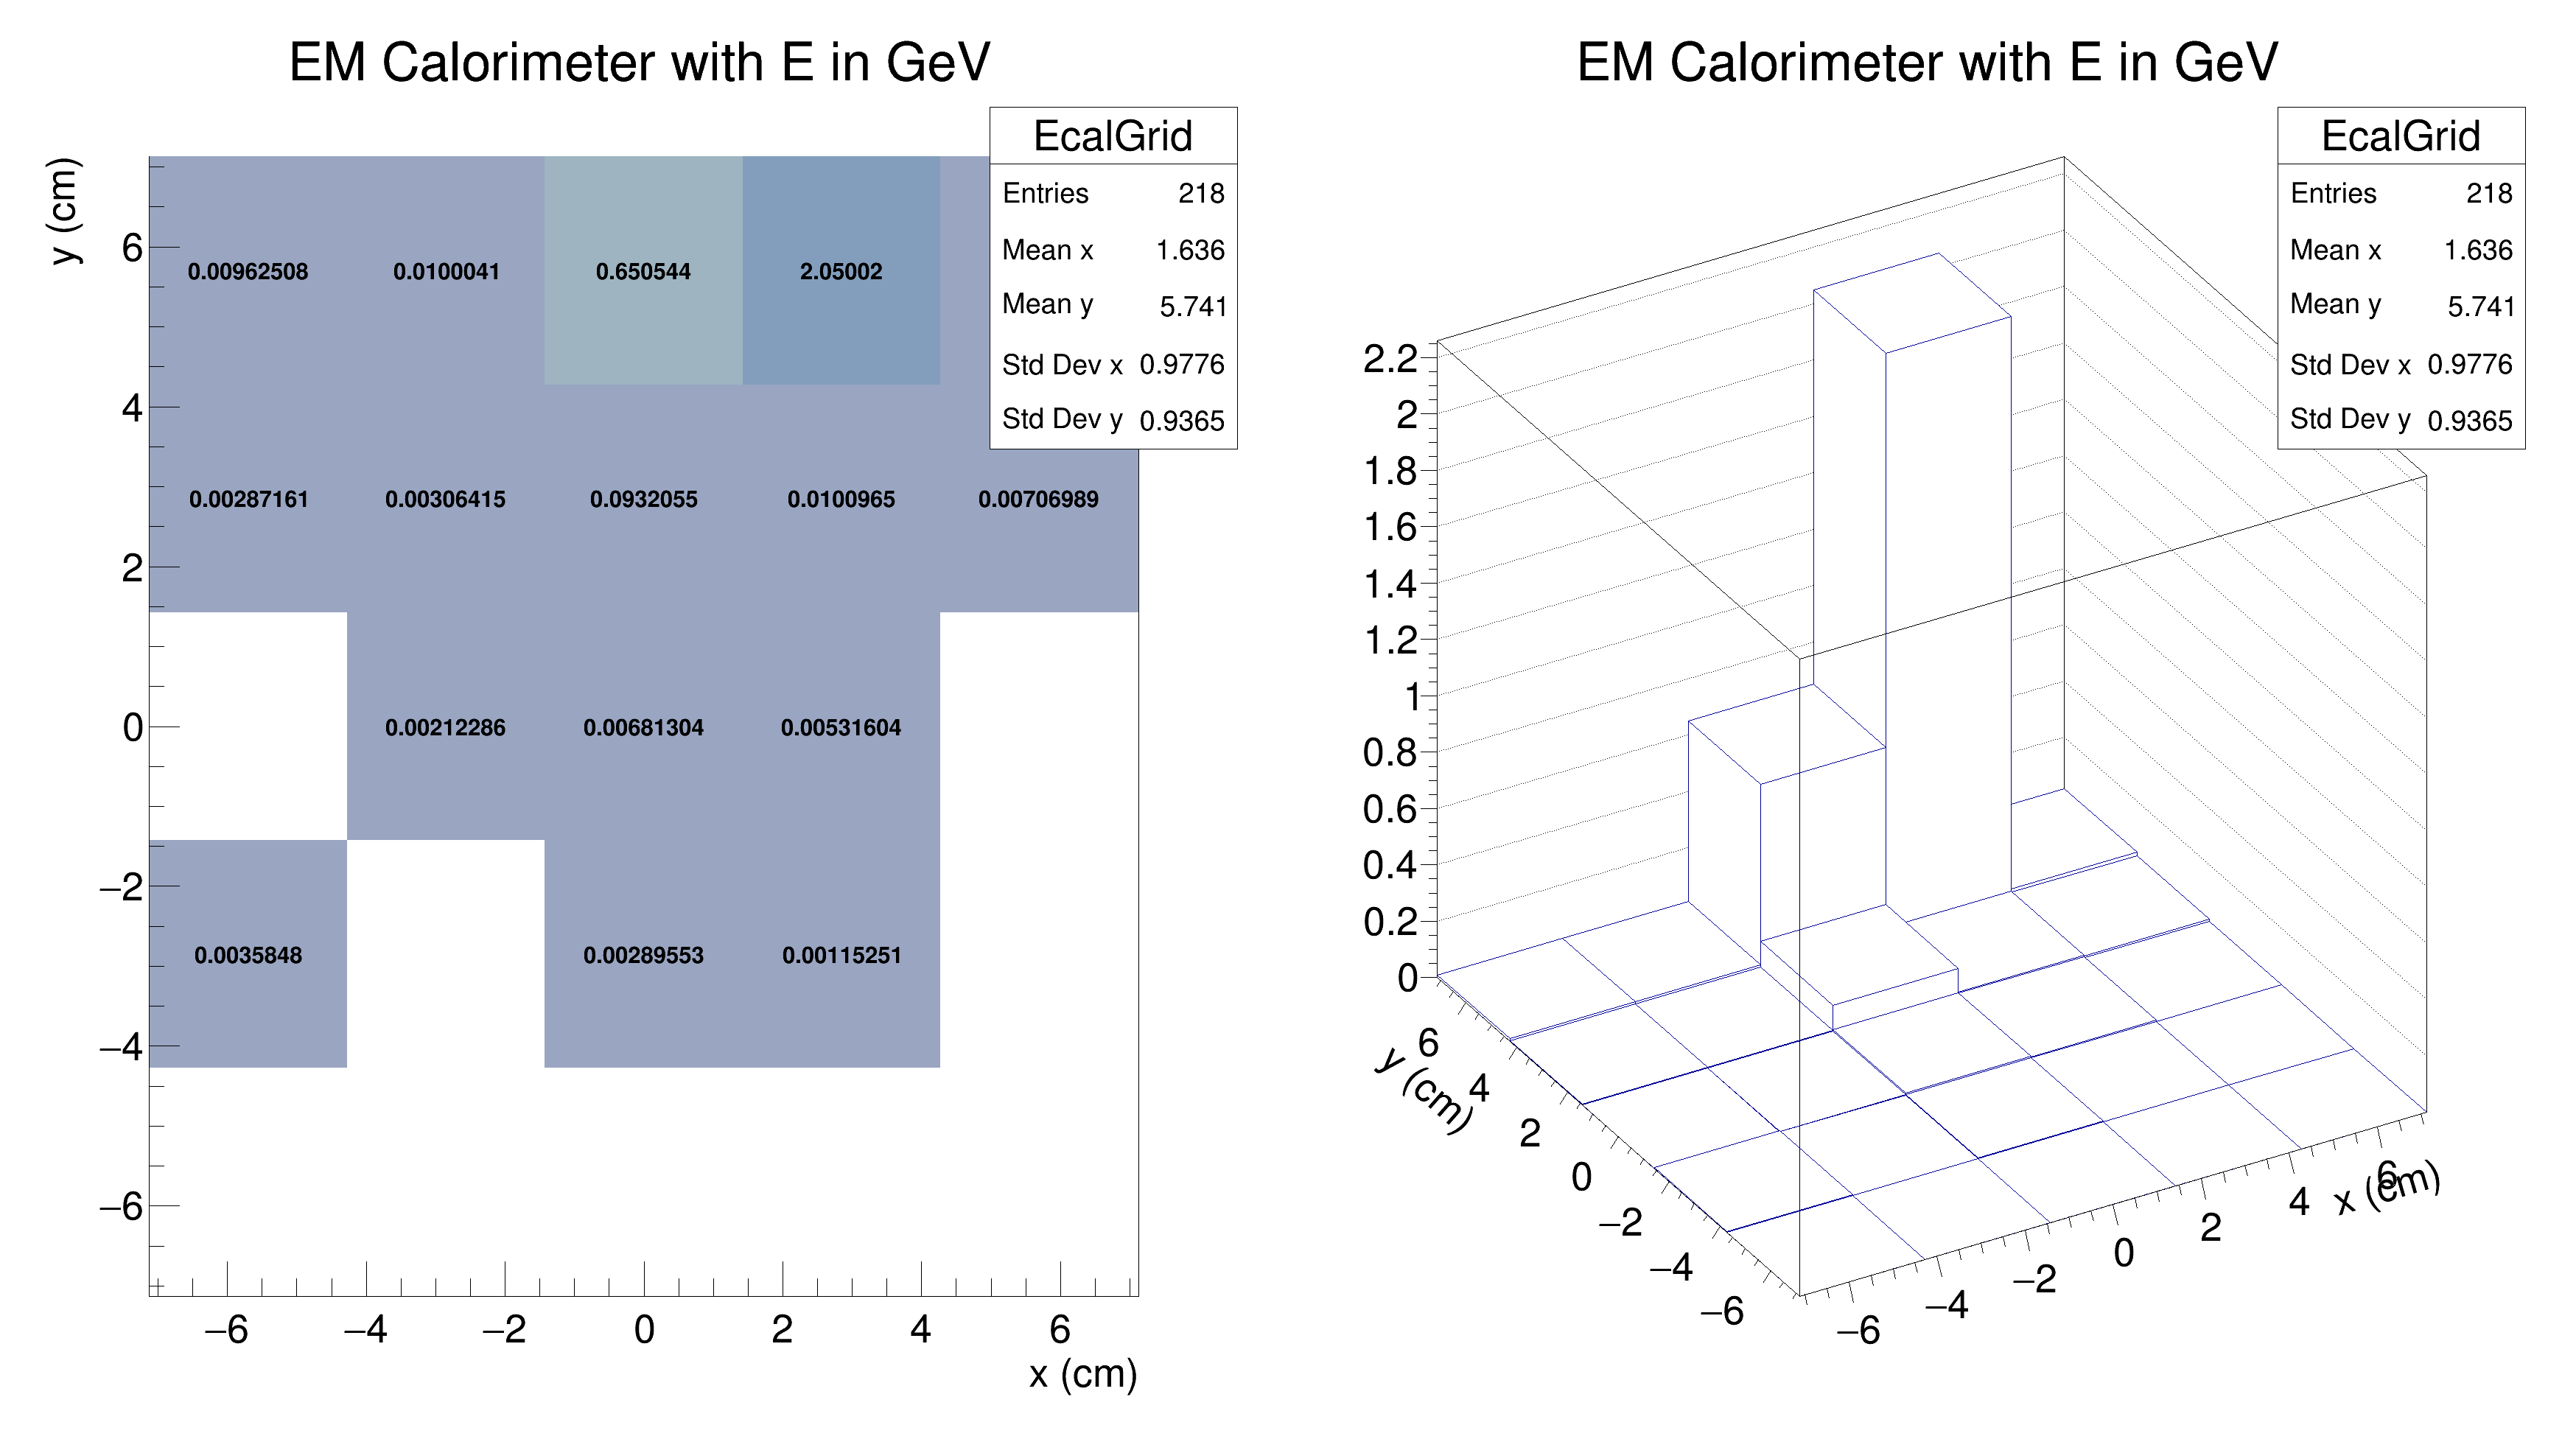 EM Calorimeter with E in GeV
EcalGrid
Entries 218
Mean x 1.636
Mean y 5.741
Std Dev x 0.9776
Std Dev y 0.9365
y (cm)
6
4
2
0
−2
−4
−6
0.00962508 0.0100041 0.650544 2.05002
0.00287161 0.00306415 0.0932055 0.0100965 0.00706989
0.00212286 0.00681304 0.00531604
0.0035848 0.00289553 0.00115251
−6 −4 −2 0 2 4 6
x (cm)
EM Calorimeter with E in GeV
EcalGrid
Entries 218
Mean x 1.636
Mean y 5.741
Std Dev x 0.9776
Std Dev y 0.9365
2.2
2
1.8
1.6
1.4
1.2
1
0.8
0.6
0.4
0.2
0
6
4
2
0
−2
−4
−6
y (cm)
−6
−4
−2
0
2
4
6
x (cm)